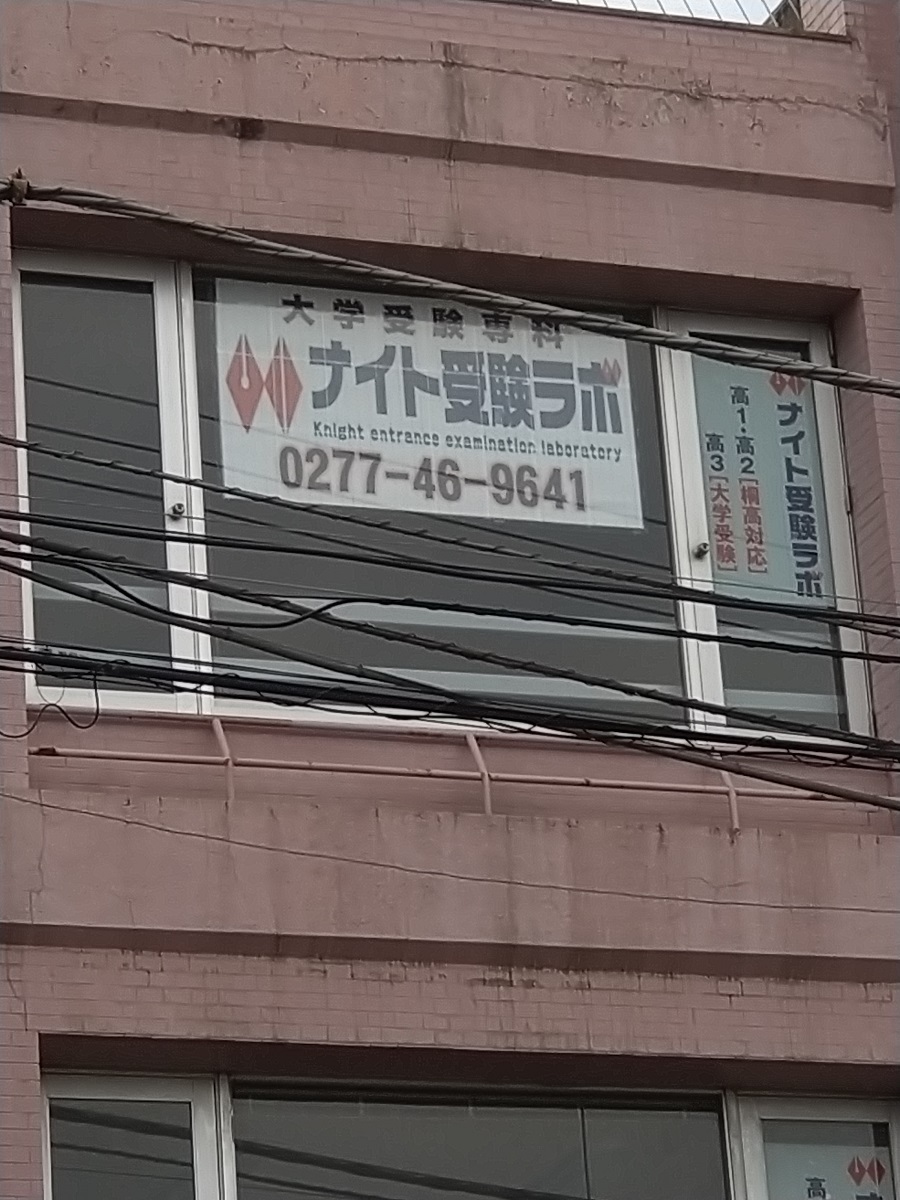 大学受験専科
ナイト受験ラボ
Knight entrance examination laboratory
0277-46-9641
ナイト受験ラボ
高1・高2[桐高対応]
高3[大学受験]
高